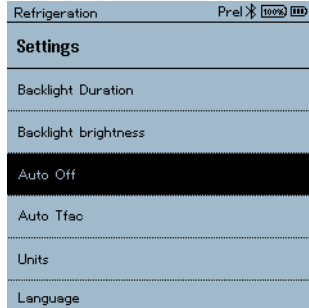 Refrigeration Prel 100%
Settings
Backlight Duration
Backlight brightness
Auto Off
Auto Tfac
Units
Language